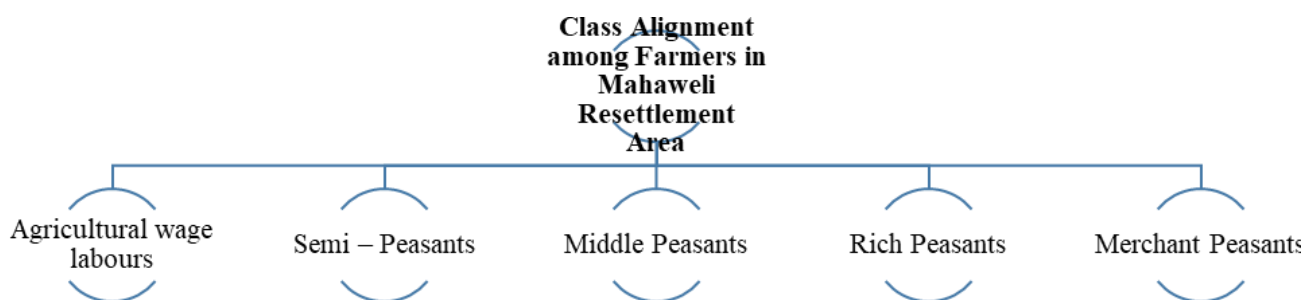 Class Alignment
among Farmers in
Mahaweli
Resettlement
Area
Agricultural wage
labours
Semi – Peasants
Middle Peasants
Rich Peasants
Merchant Peasants